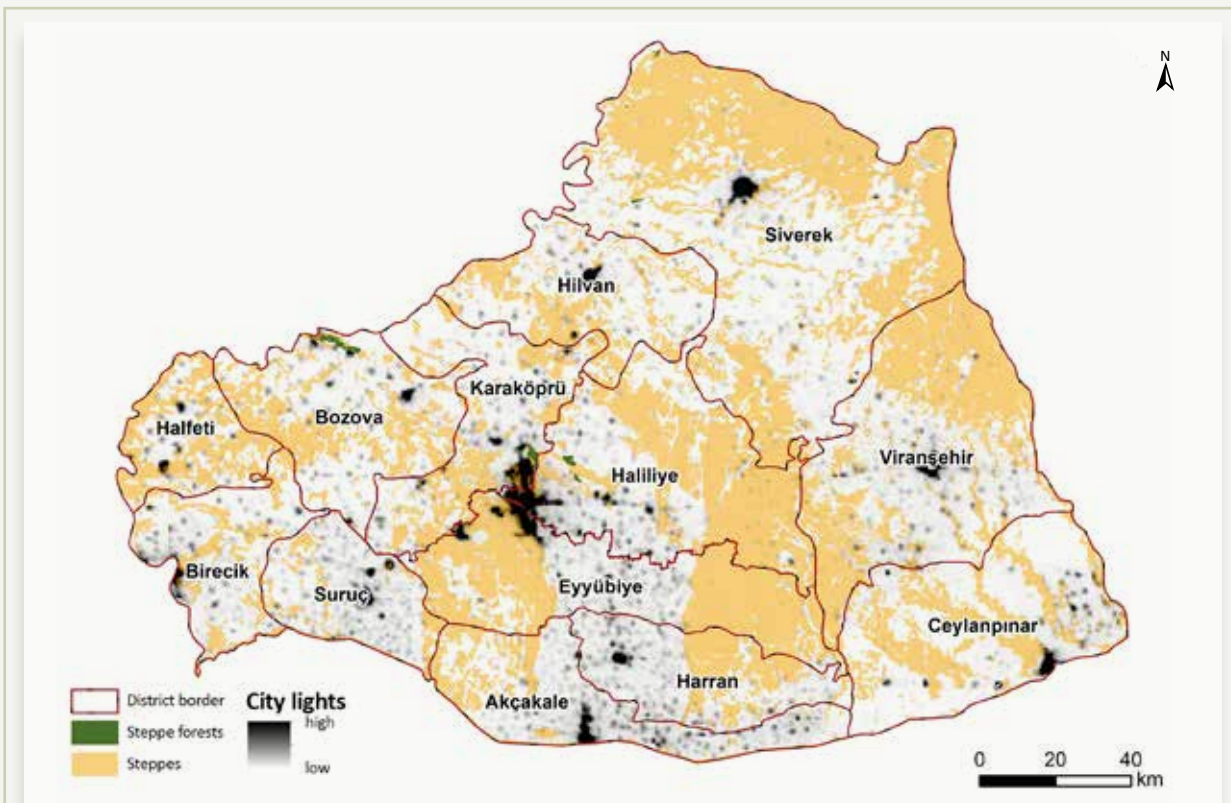 N
Siverek
Hilvan
Karaköprü
Bozova
Halfeti
Viranşehir
Haliliye
Birecik
Suruç
Eyyübiye
Ceylanpınar
Harran
Akçakale
District border
Steppe forests
Steppes
City lights
high
low
0 20 40
km